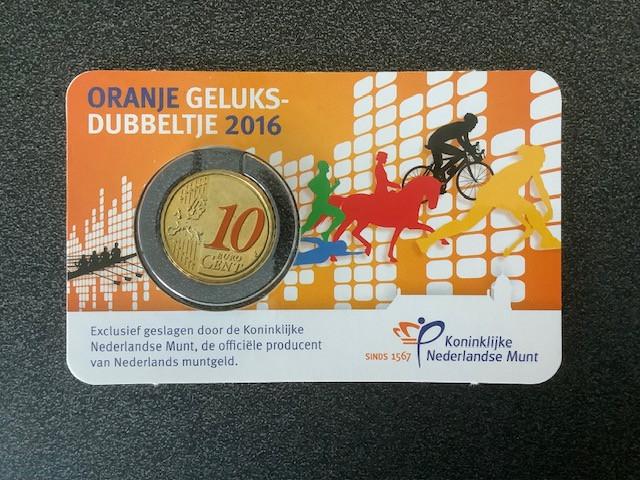 ORANJE GELUKS-
DUBBELTJE 2016
10
EURO
CENT
Exclusief geslagen door de Koninklijke
Nederlandse Munt, de officiële producent
van Nederlands muntgeld.
SINDS 1567
Koninklijke
Nederlandse Munt